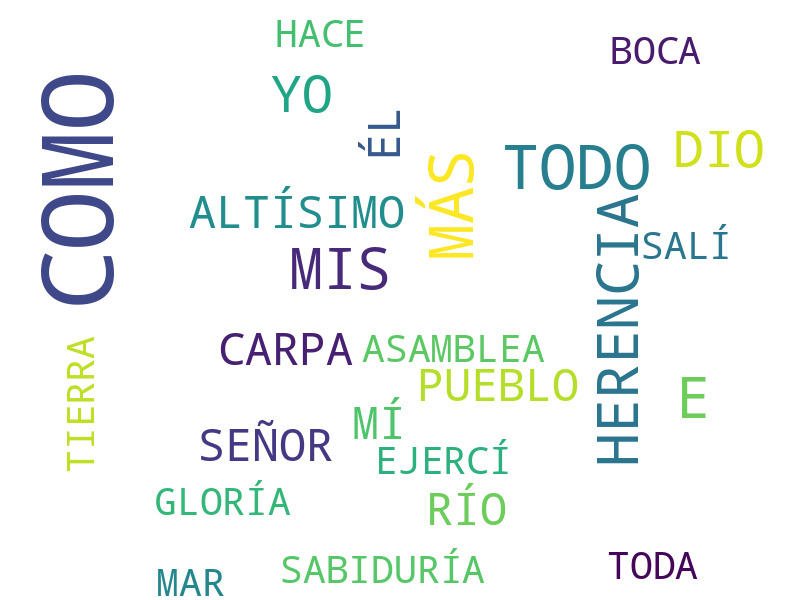 HACE
BOCA
YO
COMO
ÉL
MÁS
TODO
DIO
ALTÍSIMO
HERENCIA
SALÍ
MIS
CARPA
ASAMBLEA
TIERRA
PUEBLO
E
MÍ
SEÑOR
EJERCÍ
GLORÍA
RÍO
MAR
SABIDURÍA
TODA